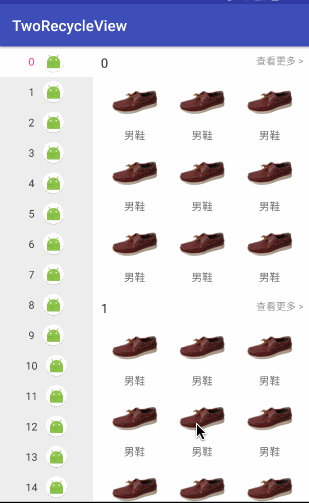 TwoRecycleView
0
1
2
3
4
5
6
7
8
9
10
11
12
13
14
0 查看更多 >
男鞋 男鞋 男鞋
男鞋 男鞋 男鞋
男鞋 男鞋 男鞋
1 查看更多 >
男鞋 男鞋 男鞋
男鞋 男鞋 男鞋